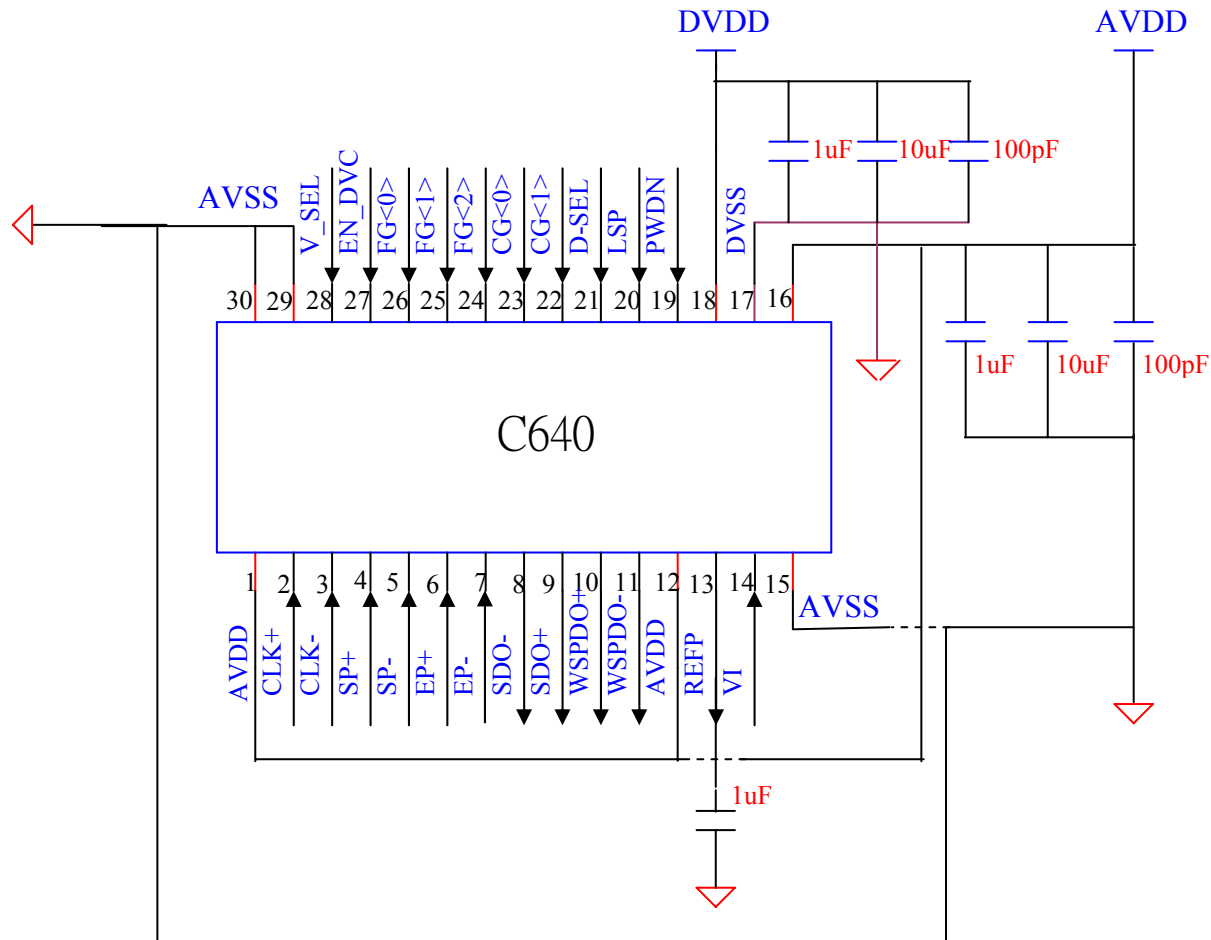 DVDD
AVDD
1uF
10uF
100pF
AVSS
V_SEL
EN_DVC
FG<0>
FG<1>
FG<2>
CG<0>
CG<1>
D-SEL
LSP
PWDN
DVSS
30
29
28
27
26
25
24
23
22
21
20
19
18
17
16
1uF
10uF
100pF
C640
1
2
3
4
5
6
7
8
9
10
11
12
13
14
15
AVDD
CLK+
CLK-
SP+
SP-
EP+
EP-
SDO-
SDO+
WSPDO+
WSPDO-
AVDD
REFP
VI
AVSS
1uF